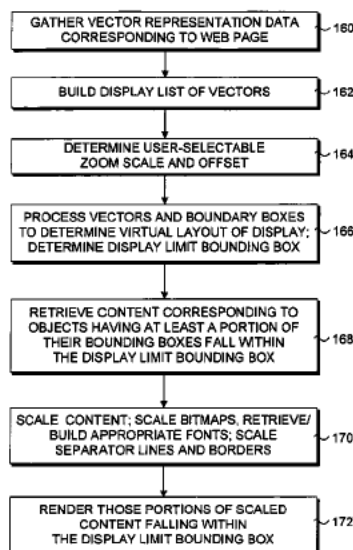 GATHER VECTOR REPRESENTATION DATA
CORRESPONDING TO WEB PAGE
160
BUILD DISPLAY LIST OF VECTORS
162
DETERMINE USER-SELECTABLE
ZOOM SCALE AND OFFSET
164
PROCESS VECTORS AND BOUNDARY BOXES
TO DETERMINE VIRTUAL LAYOUT OF DISPLAY;
DETERMINE DISPLAY LIMIT BOUNDING BOX
166
RETRIEVE CONTENT CORRESPONDING TO
OBJECTS HAVING AT LEAST A PORTION OF
THEIR BOUNDING BOXES FALL WITHIN
THE DISPLAY LIMIT BOUNDING BOX
168
SCALE CONTENT; SCALE BITMAPS, RETRIEVE/
BUILD APPROPRIATE FONTS; SCALE
SEPARATOR LINES AND BORDERS
170
RENDER THOSE PORTIONS OF SCALED
CONTENT FALLING WITHIN
THE DISPLAY LIMIT BOUNDING BOX
172